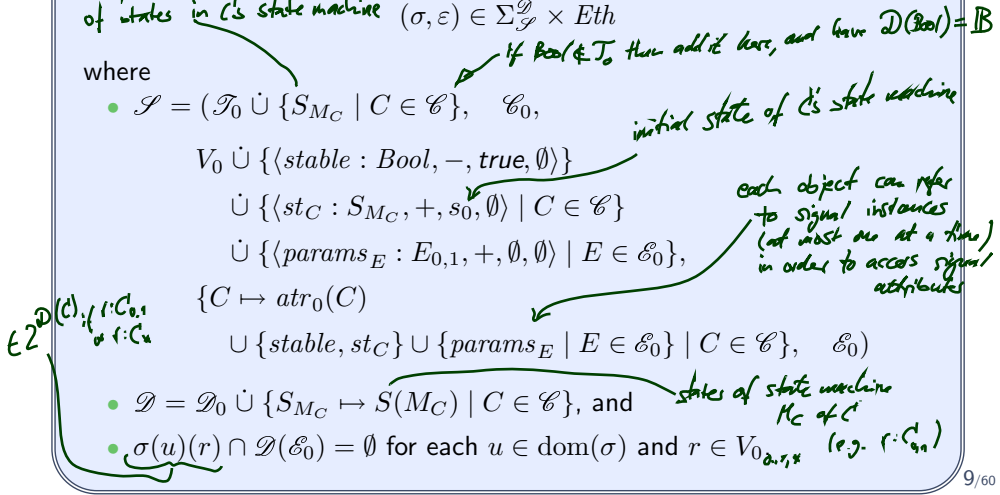 of states in C's state machine (σ, ε) ∈ Σ_𝒮^𝒟 × Eth
if Bool ∉ 𝒯₀ then add it here, and have 𝒟(Bool) = 𝔹
where
• 𝒮 = (𝒯₀ ∪̇ {S_{M_C} | C ∈ 𝒞}, 𝒞₀,
initial state of C's state machine
V₀ ∪̇ {⟨stable : Bool, −, true, ∅⟩}
∪̇ {⟨st_C : S_{M_C}, +, s₀, ∅⟩ | C ∈ 𝒞}
∪̇ {⟨params_E : E_{0,1}, +, ∅, ∅⟩ | E ∈ ℰ₀},
each object can refer
to signal instances
(at most one at a time)
in order to access signal
attributes
{C ↦ atr₀(C)
∪ {stable, st_C} ∪ {params_E | E ∈ ℰ₀} | C ∈ 𝒞}, ℰ₀)
∈ 2^{𝒟(C)} if r:C_{0,1}
or r:C_*
• 𝒟 = 𝒟₀ ∪̇ {S_{M_C} ↦ S(M_C) | C ∈ 𝒞}, and
states of state machine
M_C of C
• σ(u)(r) ∩ 𝒟(ℰ₀) = ∅ for each u ∈ dom(σ) and r ∈ V₀_{0,1,*} (e.g. r:C_{0,1})
9/60